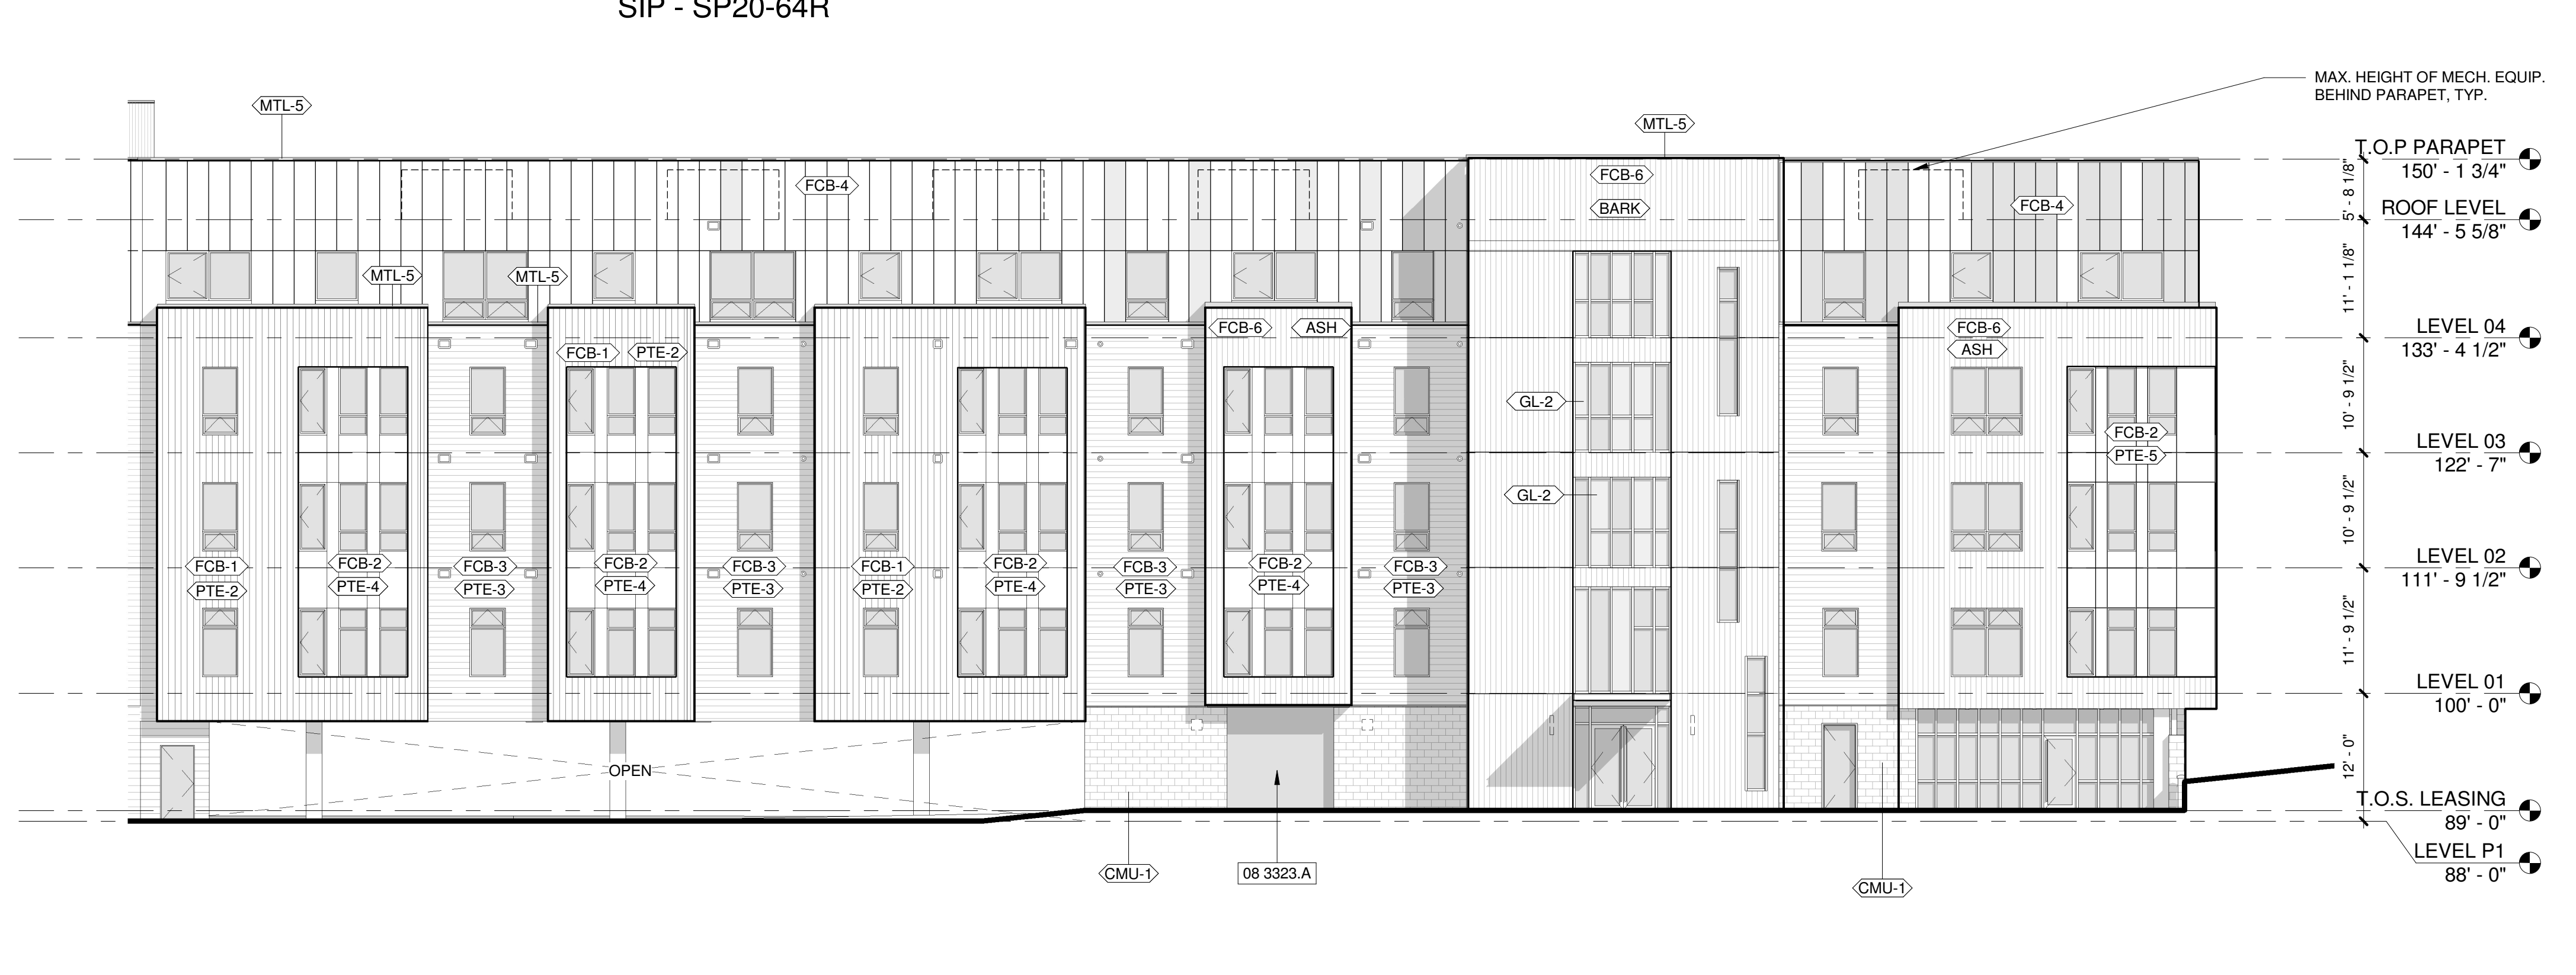 SIP - SP20-64R
MAX. HEIGHT OF MECH. EQUIP.
BEHIND PARAPET, TYP.
MTL-5
MTL-5
T.O.P PARAPET
150' - 1 3/4"
5' - 8 1/8"
FCB-4
FCB-6
BARK
FCB-4
ROOF LEVEL
144' - 5 5/8"
MTL-5
MTL-5
11' - 1 1/8"
FCB-1
PTE-2
FCB-6
ASH
FCB-6
ASH
LEVEL 04
133' - 4 1/2"
10' - 9 1/2"
GL-2
FCB-2
PTE-5
LEVEL 03
122' - 7"
GL-2
10' - 9 1/2"
FCB-1
PTE-2
FCB-2
PTE-4
FCB-3
PTE-3
FCB-2
PTE-4
FCB-3
PTE-3
FCB-1
PTE-2
FCB-2
PTE-4
FCB-3
PTE-3
FCB-2
PTE-4
FCB-3
PTE-3
LEVEL 02
111' - 9 1/2"
11' - 9 1/2"
LEVEL 01
100' - 0"
OPEN
12' - 0"
T.O.S. LEASING
89' - 0"
CMU-1
08 3323.A
CMU-1
LEVEL P1
88' - 0"